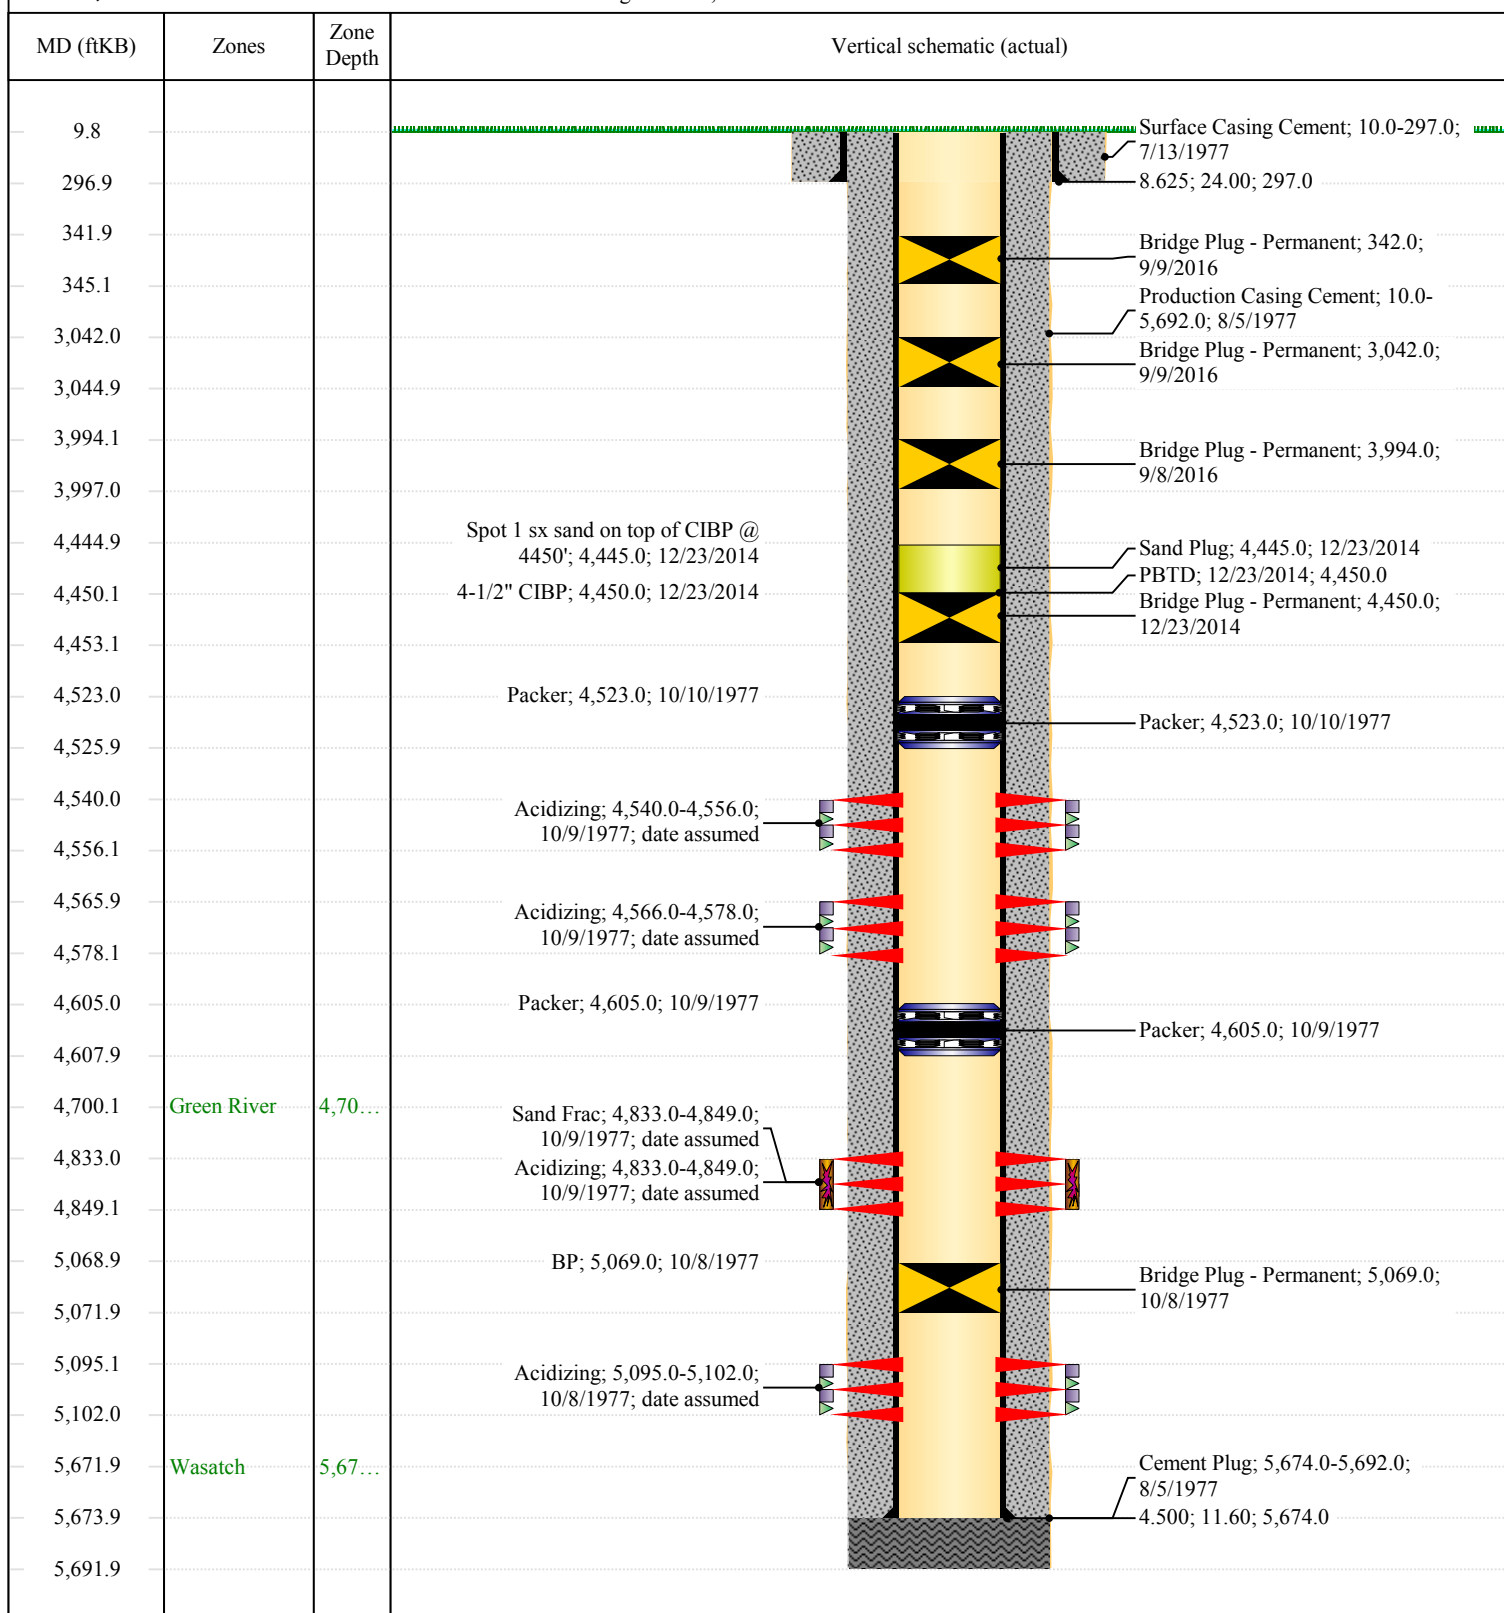 MD (ftKB)
Zones
Zone
Depth
Vertical schematic (actual)
9.8
296.9
341.9
345.1
3,042.0
3,044.9
3,994.1
3,997.0
4,444.9
4,450.1
4,453.1
4,523.0
4,525.9
4,540.0
4,556.1
4,565.9
4,578.1
4,605.0
4,607.9
4,700.1
4,833.0
4,849.1
5,068.9
5,071.9
5,095.1
5,102.0
5,671.9
5,673.9
5,691.9
Green River
4,70…
Wasatch
5,67…
Spot 1 sx sand on top of CIBP @
4450'; 4,445.0; 12/23/2014
4-1/2" CIBP; 4,450.0; 12/23/2014
Packer; 4,523.0; 10/10/1977
Acidizing; 4,540.0-4,556.0;
10/9/1977; date assumed
Acidizing; 4,566.0-4,578.0;
10/9/1977; date assumed
Packer; 4,605.0; 10/9/1977
Sand Frac; 4,833.0-4,849.0;
10/9/1977; date assumed
Acidizing; 4,833.0-4,849.0;
10/9/1977; date assumed
BP; 5,069.0; 10/8/1977
Acidizing; 5,095.0-5,102.0;
10/8/1977; date assumed
Surface Casing Cement; 10.0-297.0;
7/13/1977
8.625; 24.00; 297.0
Bridge Plug - Permanent; 342.0;
9/9/2016
Production Casing Cement; 10.0-
5,692.0; 8/5/1977
Bridge Plug - Permanent; 3,042.0;
9/9/2016
Bridge Plug - Permanent; 3,994.0;
9/8/2016
Sand Plug; 4,445.0; 12/23/2014
PBTD; 12/23/2014; 4,450.0
Bridge Plug - Permanent; 4,450.0;
12/23/2014
Packer; 4,523.0; 10/10/1977
Packer; 4,605.0; 10/9/1977
Bridge Plug - Permanent; 5,069.0;
10/8/1977
Cement Plug; 5,674.0-5,692.0;
8/5/1977
4.500; 11.60; 5,674.0